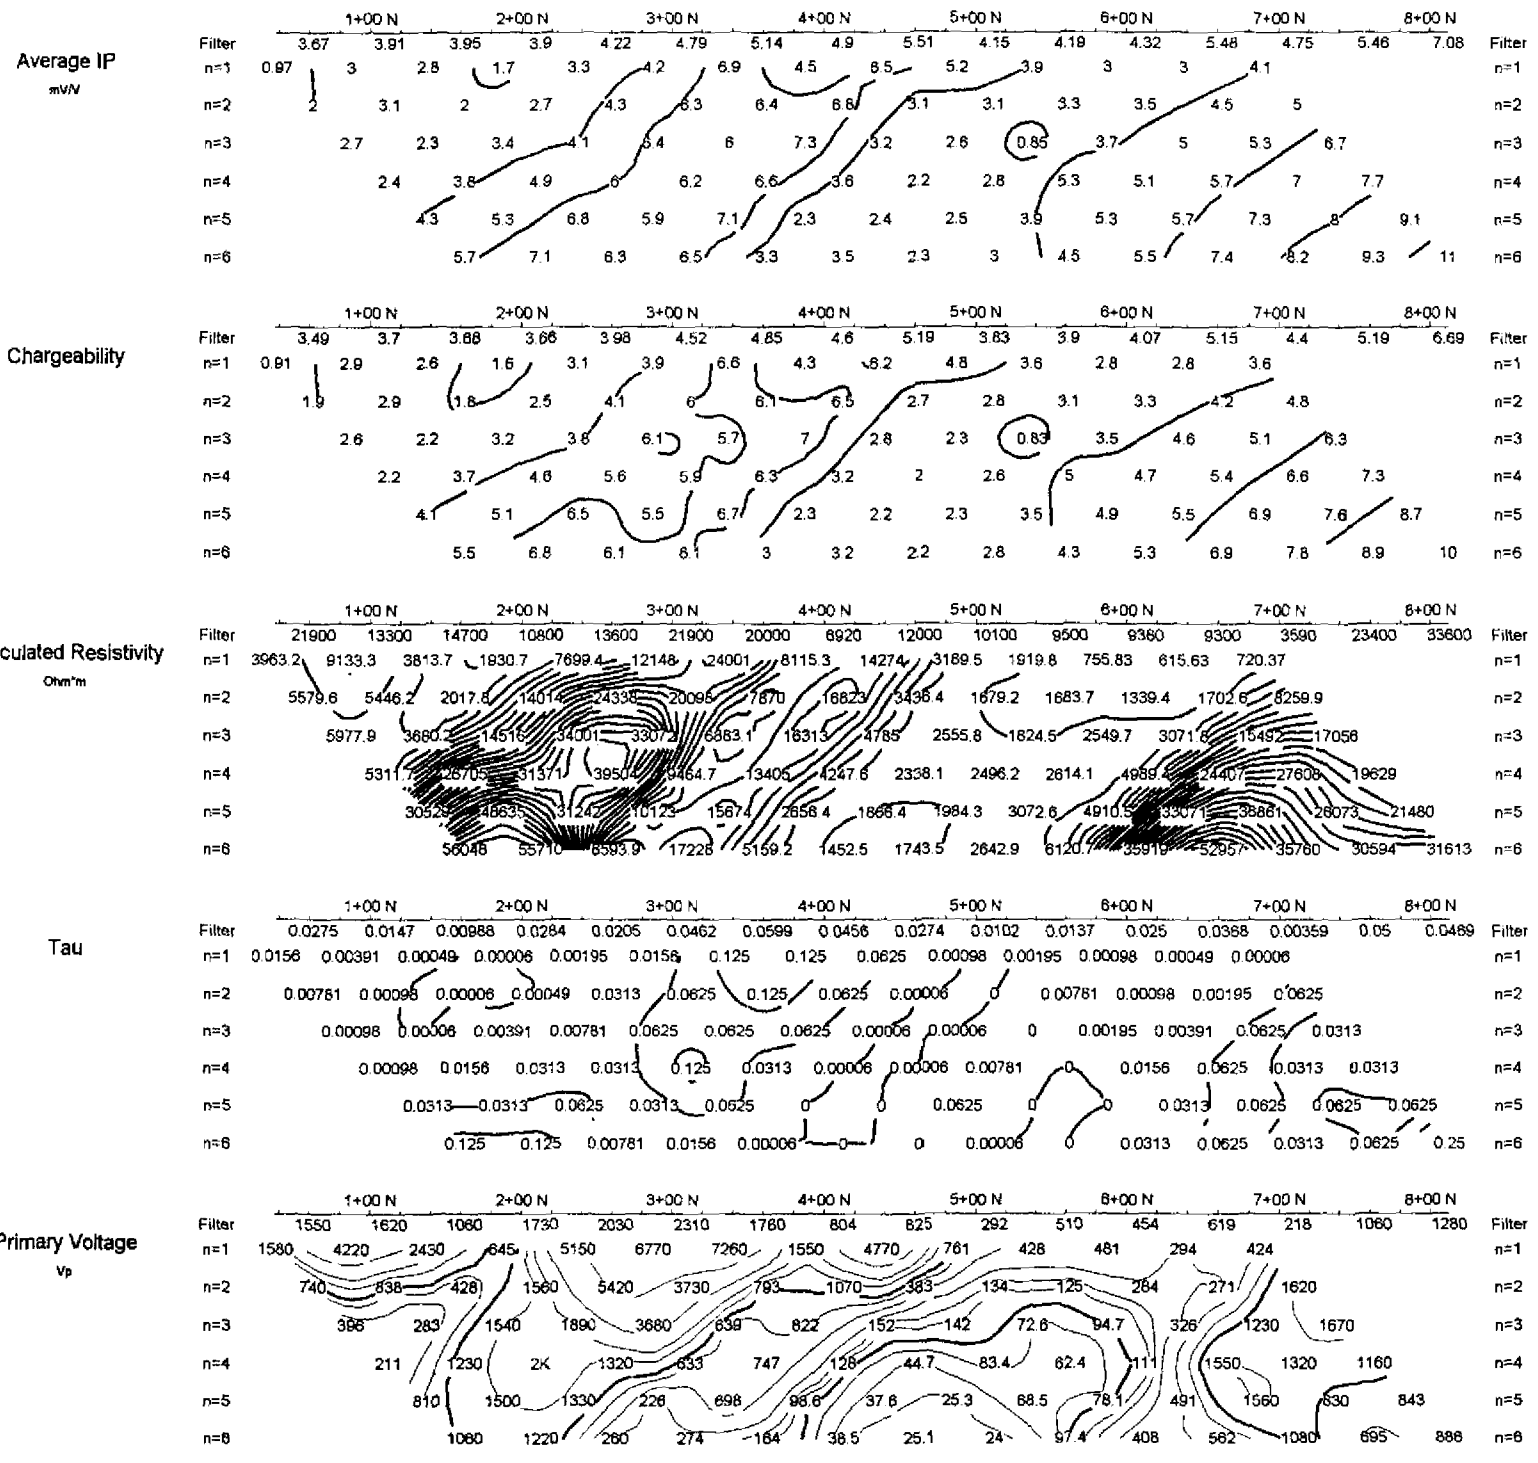 1+00 N 2+00 N 3+00 N 4+00 N 5+00 N 6+00 N 7+00 N 8+00 N
Filter 3.67 3.91 3.95 3.9 4.22 4.79 5.14 4.9 5.51 4.15 4.19 4.32 5.48 4.75 5.46 7.08 Filter
Average IP
mV/V
n=1 0.97 3 2.8 1.7 3.3 4.2 6.9 4.5 6.5 5.2 3.9 3 3 4.1 n=1
n=2 2 3.1 2 2.7 4.3 6.3 6.4 6.8 3.1 3.1 3.3 3.5 4.5 5 n=2
n=3 2.7 2.3 3.4 4.1 5.4 6 7.3 3.2 2.6 0.85 3.7 5 5.3 6.7 n=3
n=4 2.4 3.8 4.9 6 6.2 6.6 3.6 2.2 2.8 5.3 5.1 5.7 7 7.7 n=4
n=5 4.3 5.3 6.8 5.9 7.1 2.3 2.4 2.5 3.9 5.3 5.7 7.3 8 9.1 n=5
n=6 5.7 7.1 6.3 6.5 3.3 3.5 2.3 3 4.5 5.5 7.4 8.2 9.3 11 n=6
1+00 N 2+00 N 3+00 N 4+00 N 5+00 N 6+00 N 7+00 N 8+00 N
Filter 3.49 3.7 3.68 3.66 3.98 4.52 4.85 4.6 5.19 3.83 3.9 4.07 5.15 4.4 5.19 6.69 Filter
Chargeability
n=1 0.91 2.9 2.6 1.6 3.1 3.9 6.6 4.3 6.2 4.8 3.6 2.8 2.8 3.6 n=1
n=2 1.9 2.9 1.8 2.5 4.1 6 6.1 6.5 2.7 2.8 3.1 3.3 4.2 4.8 n=2
n=3 2.6 2.2 3.2 3.8 6.1 5.7 7 2.8 2.3 0.83 3.5 4.6 5.1 6.3 n=3
n=4 2.2 3.7 4.6 5.6 5.9 6.3 3.2 2 2.6 5 4.7 5.4 6.6 7.3 n=4
n=5 4.1 5.1 6.5 5.5 6.7 2.3 2.2 2.3 3.5 4.9 5.5 6.9 7.6 8.7 n=5
n=6 5.5 6.8 6.1 6.1 3 3.2 2.2 2.8 4.3 5.3 6.9 7.8 8.9 10 n=6
1+00 N 2+00 N 3+00 N 4+00 N 5+00 N 6+00 N 7+00 N 8+00 N
Filter 21900 13300 14700 10800 13600 21900 20000 6920 12000 10100 9500 9360 9300 3590 23400 33600 Filter
culated Resistivity
Ohm*m
n=1 3963.2 9133.3 3813.7 1930.7 7699.4 12148 24001 8115.3 14274 3189.5 1919.8 755.83 615.63 720.37 n=1
n=2 5579.6 5446.2 2017.8 14014 24338 20095 7870 16823 3436.4 1679.2 1683.7 1339.4 1702.6 8259.9 n=2
n=3 5977.9 3680.2 14516 34001 33072 6883.1 16313 4785 2555.8 1824.5 2549.7 3071.8 15492 17056 n=3
n=4 5311.7 26705 31371 39504 9464.7 13405 4247.6 2338.1 2496.2 2614.1 4989.4 24407 27608 19629 n=4
n=5 30529 48635 31242 10123 15674 2656.4 1866.4 1984.3 3072.6 4910.5 33071 38861 26073 21480 n=5
n=6 56046 55710 6593.9 17228 5159.2 1452.5 1743.5 2642.9 6120.7 35919 52957 35760 30594 31613 n=6
1+00 N 2+00 N 3+00 N 4+00 N 5+00 N 6+00 N 7+00 N 8+00 N
Filter 0.0275 0.0147 0.00988 0.0284 0.0205 0.0462 0.0599 0.0456 0.0274 0.0102 0.0137 0.025 0.0368 0.00359 0.05 0.0469 Filter
Tau
n=1 0.0156 0.00391 0.00049 0.00006 0.00195 0.0156 0.125 0.125 0.0625 0.00098 0.00195 0.00098 0.00049 0.00006 n=1
n=2 0.00781 0.00098 0.00006 0.00049 0.0313 0.0625 0.125 0.0625 0.00006 0 0.00781 0.00098 0.00195 0.0625 n=2
n=3 0.00098 0.00006 0.00391 0.00781 0.0625 0.0625 0.0625 0.00006 0.00006 0 0.00195 0.00391 0.0625 0.0313 n=3
n=4 0.00098 0.0156 0.0313 0.0313 0.125 0.0313 0.00006 0.00006 0.00781 0 0.0156 0.0625 0.0313 0.0313 n=4
n=5 0.0313 0.0313 0.0625 0.0313 0.0625 0 0 0.0625 0 0 0.0313 0.0625 0.0625 0.0625 n=5
n=6 0.125 0.125 0.00781 0.0156 0.00006 0 0 0.00006 0 0.0313 0.0625 0.0313 0.0625 0.25 n=6
1+00 N 2+00 N 3+00 N 4+00 N 5+00 N 6+00 N 7+00 N 8+00 N
Filter 1550 1620 1060 1730 2030 2310 1760 804 825 292 510 454 619 218 1060 1280 Filter
Primary Voltage
Vp
n=1 1580 4220 2430 645 5150 6770 7260 1550 4770 761 428 481 294 424 n=1
n=2 740 838 428 1560 5420 3730 793 1070 383 134 125 284 271 1620 n=2
n=3 396 283 1540 1890 3680 639 822 152 142 72.6 94.7 326 1230 1670 n=3
n=4 211 1230 2K 1320 633 747 128 44.7 83.4 62.4 111 1550 1320 1160 n=4
n=5 810 1500 1330 226 698 98.6 37.6 25.3 68.5 78.1 491 1560 830 843 n=5
n=6 1080 1220 260 274 164 36.5 25.1 24 97.4 408 562 1080 695 886 n=6